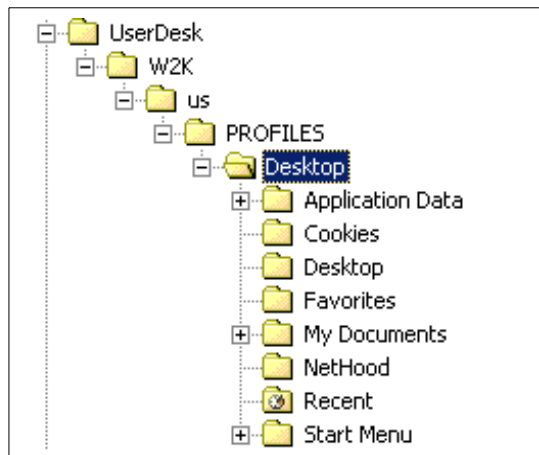 UserDesk
W2K
us
PROFILES
Desktop
Application Data
Cookies
Desktop
Favorites
My Documents
NetHood
Recent
Start Menu